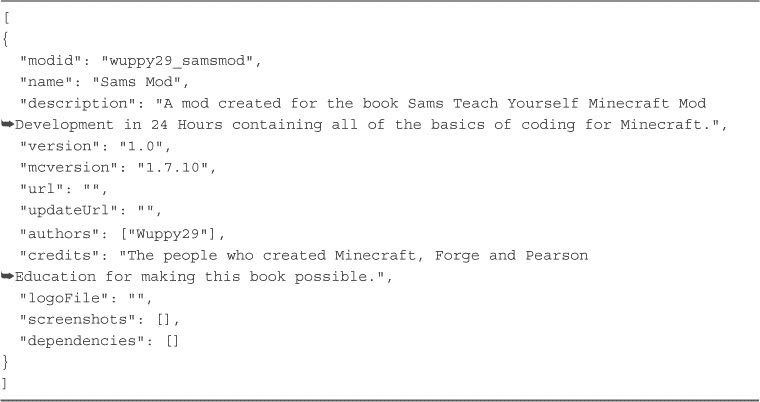 [
{
  "modid": "wuppy29_samsmod",
  "name": "Sams Mod",
  "description": "A mod created for the book Sams Teach Yourself Minecraft Mod
➥Development in 24 Hours containing all of the basics of coding for Minecraft.",
  "version": "1.0",
  "mcversion": "1.7.10",
  "url": "",
  "updateUrl": "",
  "authors": ["Wuppy29"],
  "credits": "The people who created Minecraft, Forge and Pearson
➥Education for making this book possible.",
  "logoFile": "",
  "screenshots": [],
  "dependencies": []
}
]